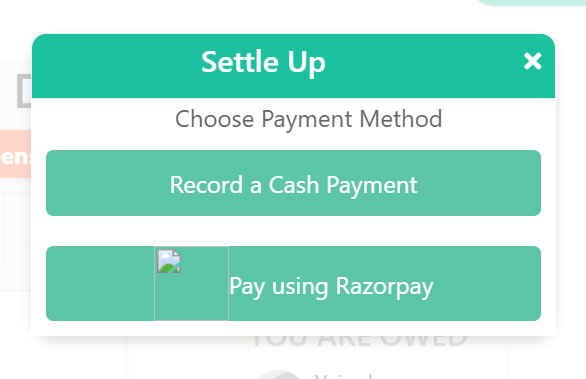 Settle Up
Choose Payment Method
Record a Cash Payment
Pay using Razorpay
YOU ARE OWED